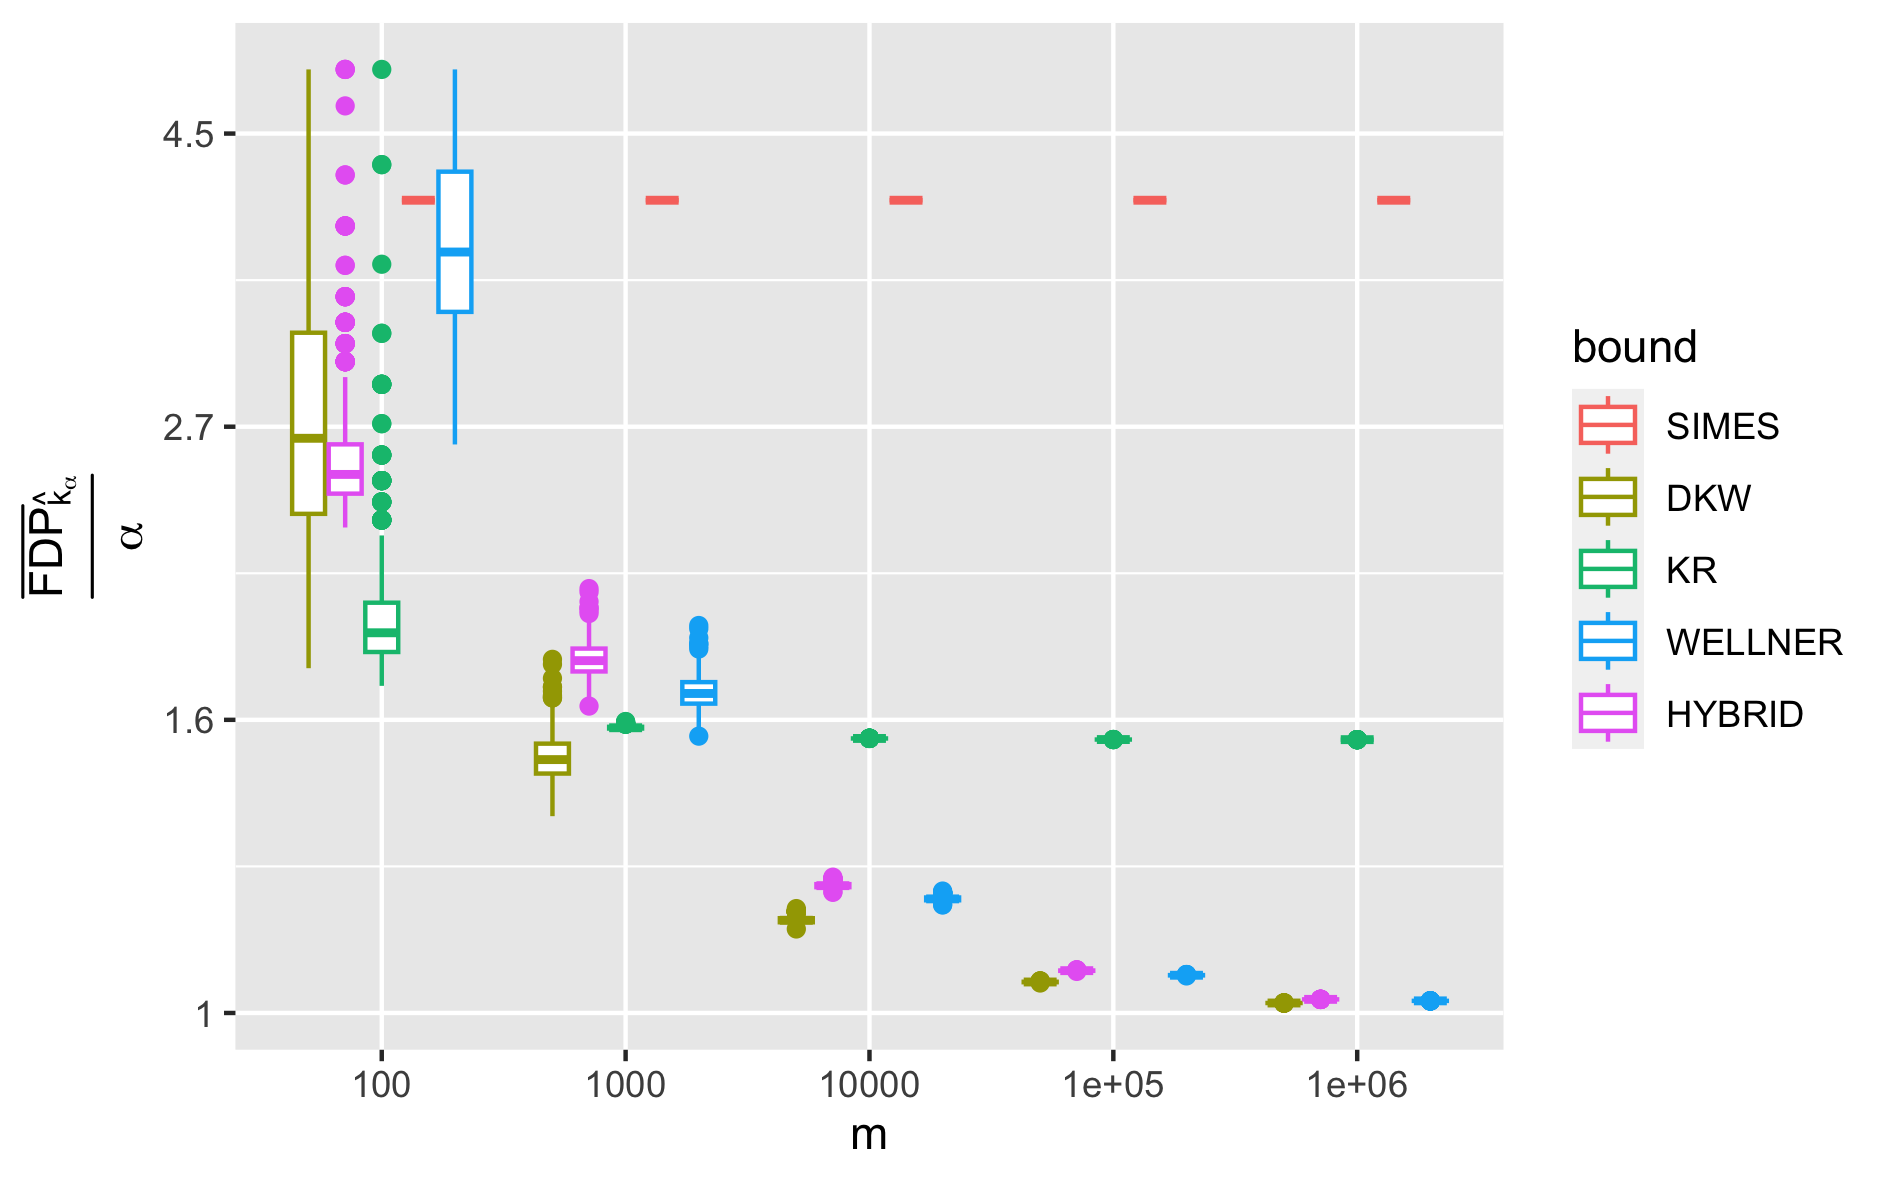 4.5
2.7
1.6
1
100
1000
10000
1e+05
1e+06
m
FDP k̂α
α
bound
SIMES
DKW
KR
WELLNER
HYBRID